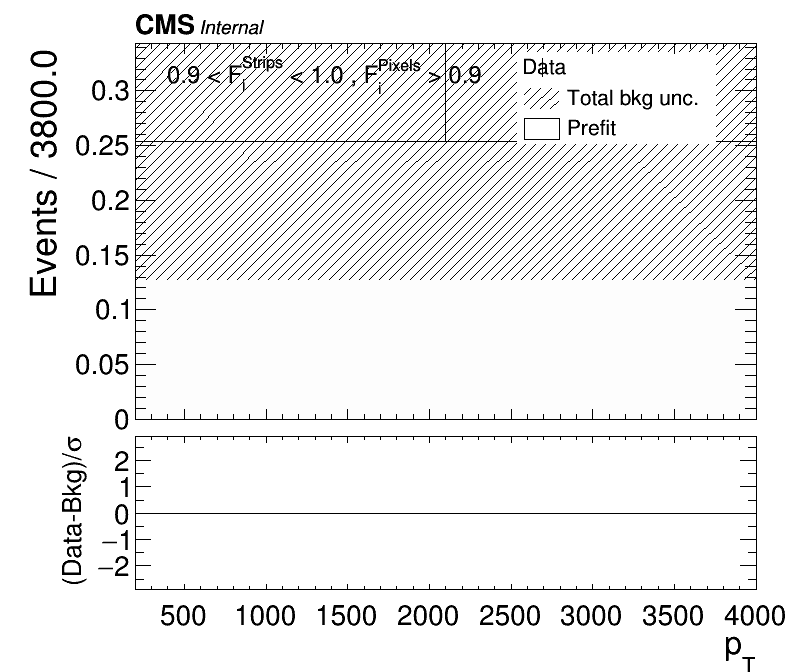 CMS Internal
Events / 3800.0
0.9 < F_i^Strips < 1.0 , F_i^Pixels > 0.9
Data
Total bkg unc.
Prefit
0.3
0.25
0.2
0.15
0.1
0.05
0
(Data-Bkg)/σ
2
1
0
−1
−2
500 1000 1500 2000 2500 3000 3500 4000
p_T